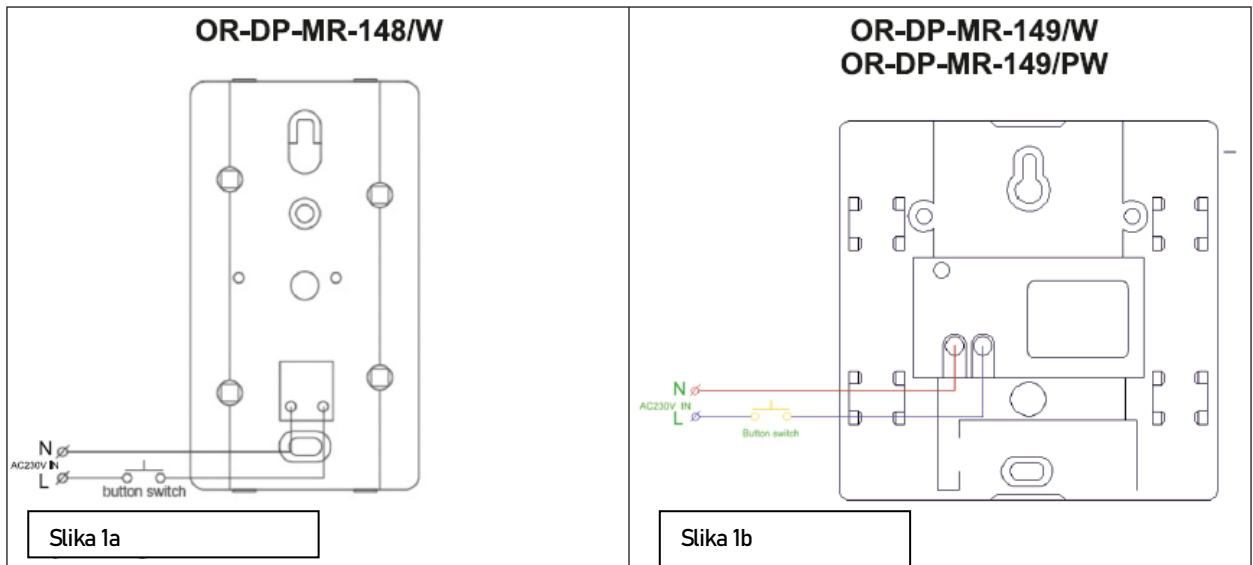 OR-DP-MR-148/W
N
AC230V IN
L
button switch
Slika 1a
OR-DP-MR-149/W
OR-DP-MR-149/PW
N
AC230V IN
L
Button switch
Slika 1b